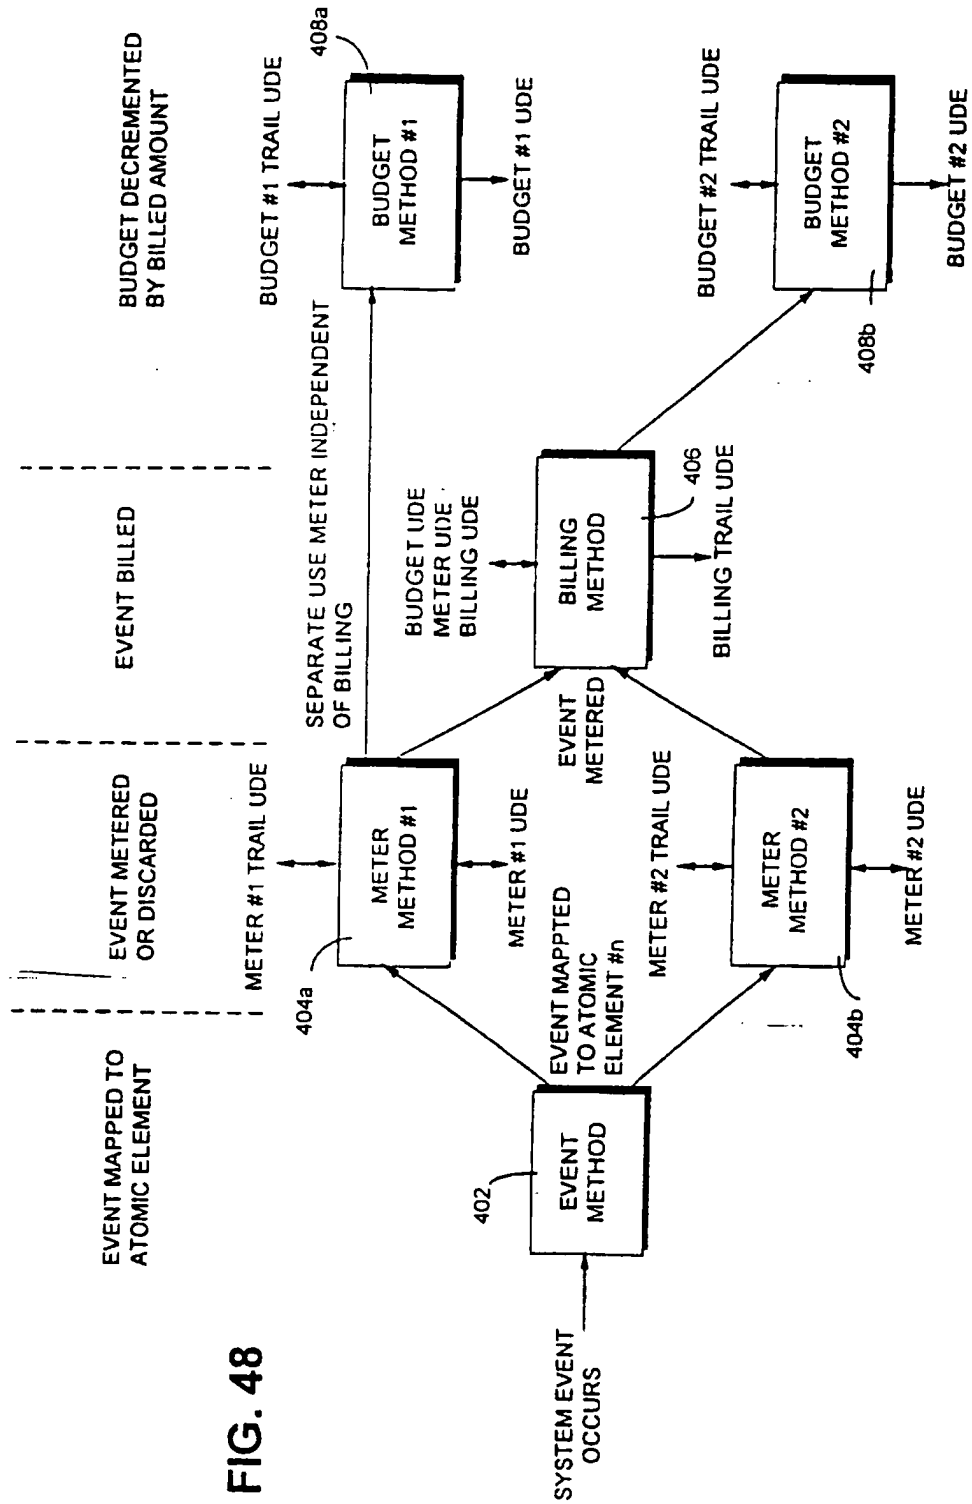 FIG. 48
EVENT MAPPED TO
ATOMIC ELEMENT
EVENT METERED
OR DISCARDED
EVENT BILLED
BUDGET DECREMENTED
BY BILLED AMOUNT
SYSTEM EVENT
OCCURS
402
EVENT
METHOD
EVENT MAPPTED
TO ATOMIC
ELEMENT #n
METER #1 TRAIL UDE
404a
METER
METHOD #1
METER #1 UDE
METER #2 TRAIL UDE
METER
METHOD #2
404b
METER #2 UDE
SEPARATE USE METER INDEPENDENT
OF BILLING
EVENT
METERED
BUDGET UDE
METER UDE
BILLING UDE
BILLING
METHOD
406
BILLING TRAIL UDE
BUDGET #1 TRAIL UDE
408a
BUDGET
METHOD #1
BUDGET #1 UDE
BUDGET #2 TRAIL UDE
BUDGET
METHOD #2
408b
BUDGET #2 UDE